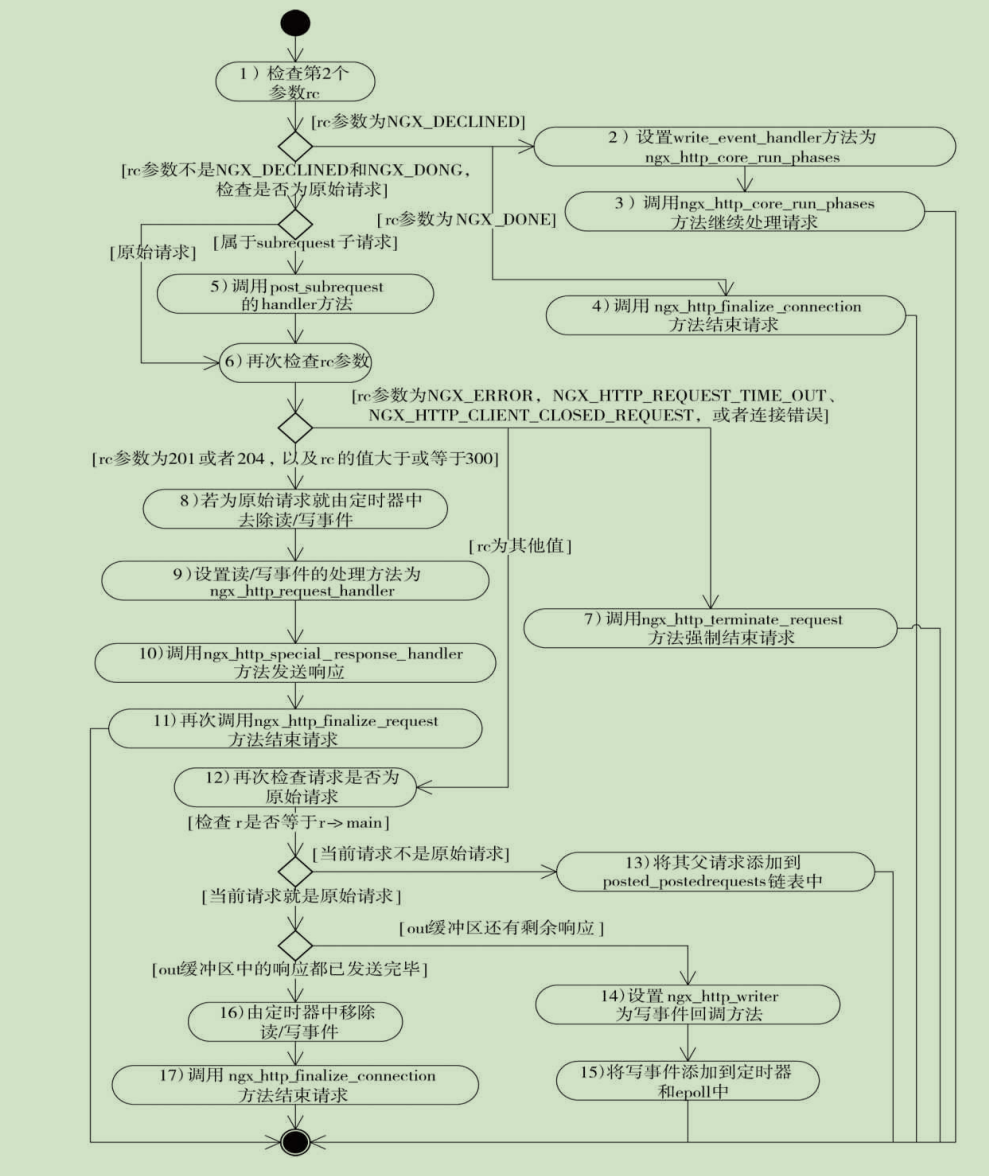 1）检查第2个
参数rc
[rc参数为NGX_DECLINED]
2）设置write_event_handler方法为
ngx_http_core_run_phases
[rc参数不是NGX_DECLINED和NGX_DONG，
检查是否为原始请求]
3）调用ngx_http_core_run_phases
方法继续处理请求
[rc参数为NGX_DONE]
[原始请求]
[属于subrequest子请求]
5）调用post_subrequest
的handler方法
4）调用 ngx_http_finalize_connection
方法结束请求
6）再次检查rc参数
[rc参数为NGX_ERROR，NGX_HTTP_REQUEST_TIME_OUT、
NGX_HTTP_CLIENT_CLOSED_REQUEST，或者连接错误]
[rc参数为201或者204，以及rc的值大于或等于300]
8）若为原始请求就由定时器中
去除读/写事件
[rc为其他值]
9）设置读/写事件的处理方法为
ngx_http_request_handler
7）调用ngx_http_terminate_request
方法强制结束请求
10）调用ngx_http_special_response_handler
方法发送响应
11）再次调用ngx_http_finalize_request
方法结束请求
12）再次检查请求是否为
原始请求
[检查 r是否等于r->main]
[当前请求不是原始请求]
13）将其父请求添加到
posted_postedrequests链表中
[当前请求就是原始请求]
[out缓冲区还有剩余响应]
[out缓冲区中的响应都已发送完毕]
14）设置 ngx_http_writer
为写事件回调方法
16）由定时器中移除
读/写事件
15）将写事件添加到定时器
和epoll中
17）调用 ngx_http_finalize_connection
方法结束请求